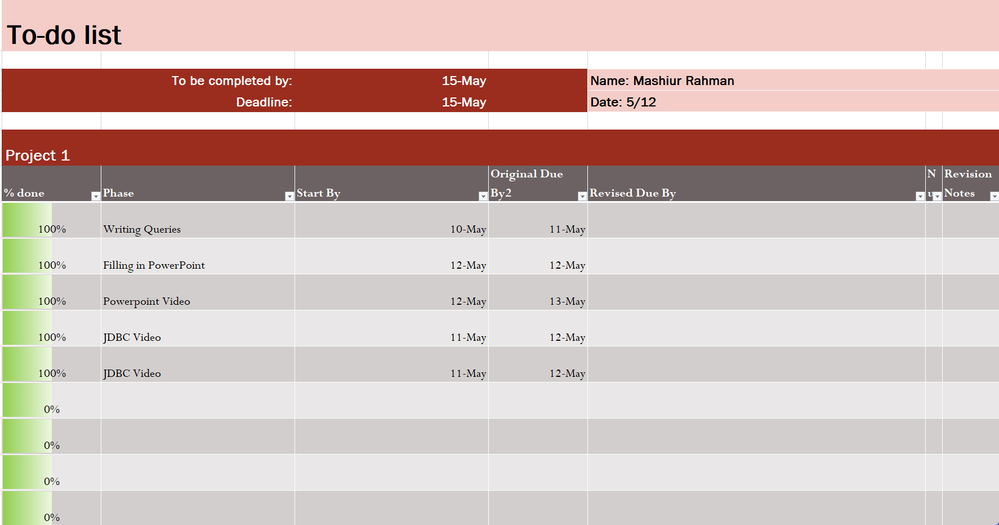 To-do list
To be completed by: 15-May Name: Mashiur Rahman
Deadline: 15-May Date: 5/12
Project 1
% done Phase Start By Original Due By2 Revised Due By Nu Revision Notes
100% Writing Queries 10-May 11-May
100% Filling in PowerPoint 12-May 12-May
100% Powerpoint Video 12-May 13-May
100% JDBC Video 11-May 12-May
100% JDBC Video 11-May 12-May
0%
0%
0%
0%